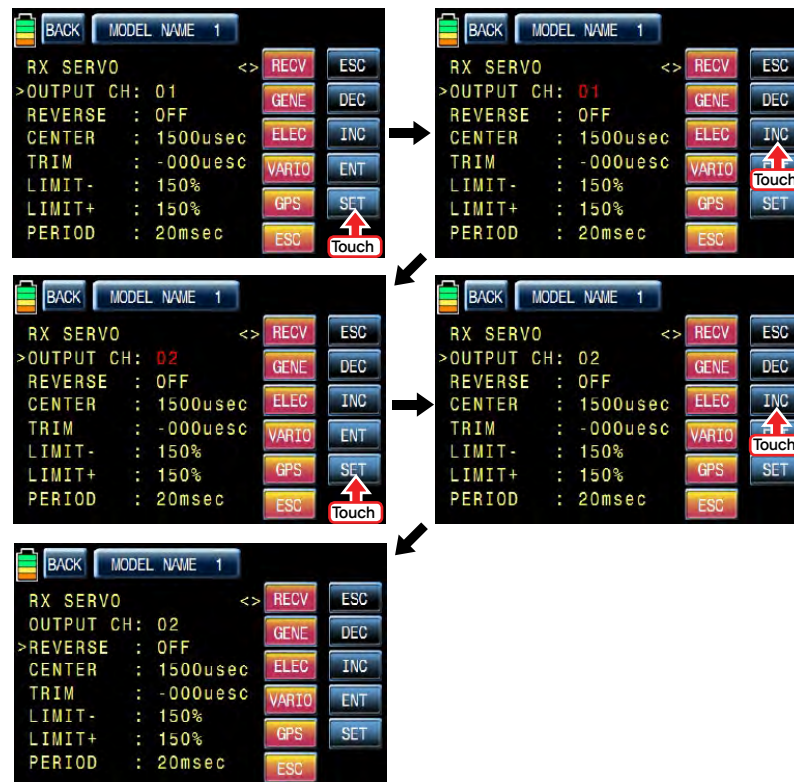 BACK MODEL NAME 1
RX SERVO <> RECV ESC
>OUTPUT CH: 01 GENE DEC
REVERSE : OFF
CENTER : 1500usec ELEC INC
TRIM : -000uesc VARIO ENT
LIMIT- : 150%
LIMIT+ : 150% GPS SET
PERIOD : 20msec ESC Touch
BACK MODEL NAME 1
RX SERVO <> RECV ESC
>OUTPUT CH: 01 GENE DEC
REVERSE : OFF
CENTER : 1500usec ELEC INC
TRIM : -000uesc VARIO
LIMIT- : 150% Touch
LIMIT+ : 150% GPS SET
PERIOD : 20msec ESC
BACK MODEL NAME 1
RX SERVO <> RECV ESC
>OUTPUT CH: 02 GENE DEC
REVERSE : OFF
CENTER : 1500usec ELEC INC
TRIM : -000uesc VARIO ENT
LIMIT- : 150%
LIMIT+ : 150% GPS SET
PERIOD : 20msec ESC Touch
BACK MODEL NAME 1
RX SERVO <> RECV ESC
>OUTPUT CH: 02 GENE DEC
REVERSE : OFF
CENTER : 1500usec ELEC INC
TRIM : -000uesc VARIO
LIMIT- : 150% Touch
LIMIT+ : 150% GPS SET
PERIOD : 20msec ESC
BACK MODEL NAME 1
RX SERVO <> RECV ESC
OUTPUT CH: 02 GENE DEC
>REVERSE : OFF
CENTER : 1500usec ELEC INC
TRIM : -000uesc VARIO ENT
LIMIT- : 150%
LIMIT+ : 150% GPS SET
PERIOD : 20msec ESC